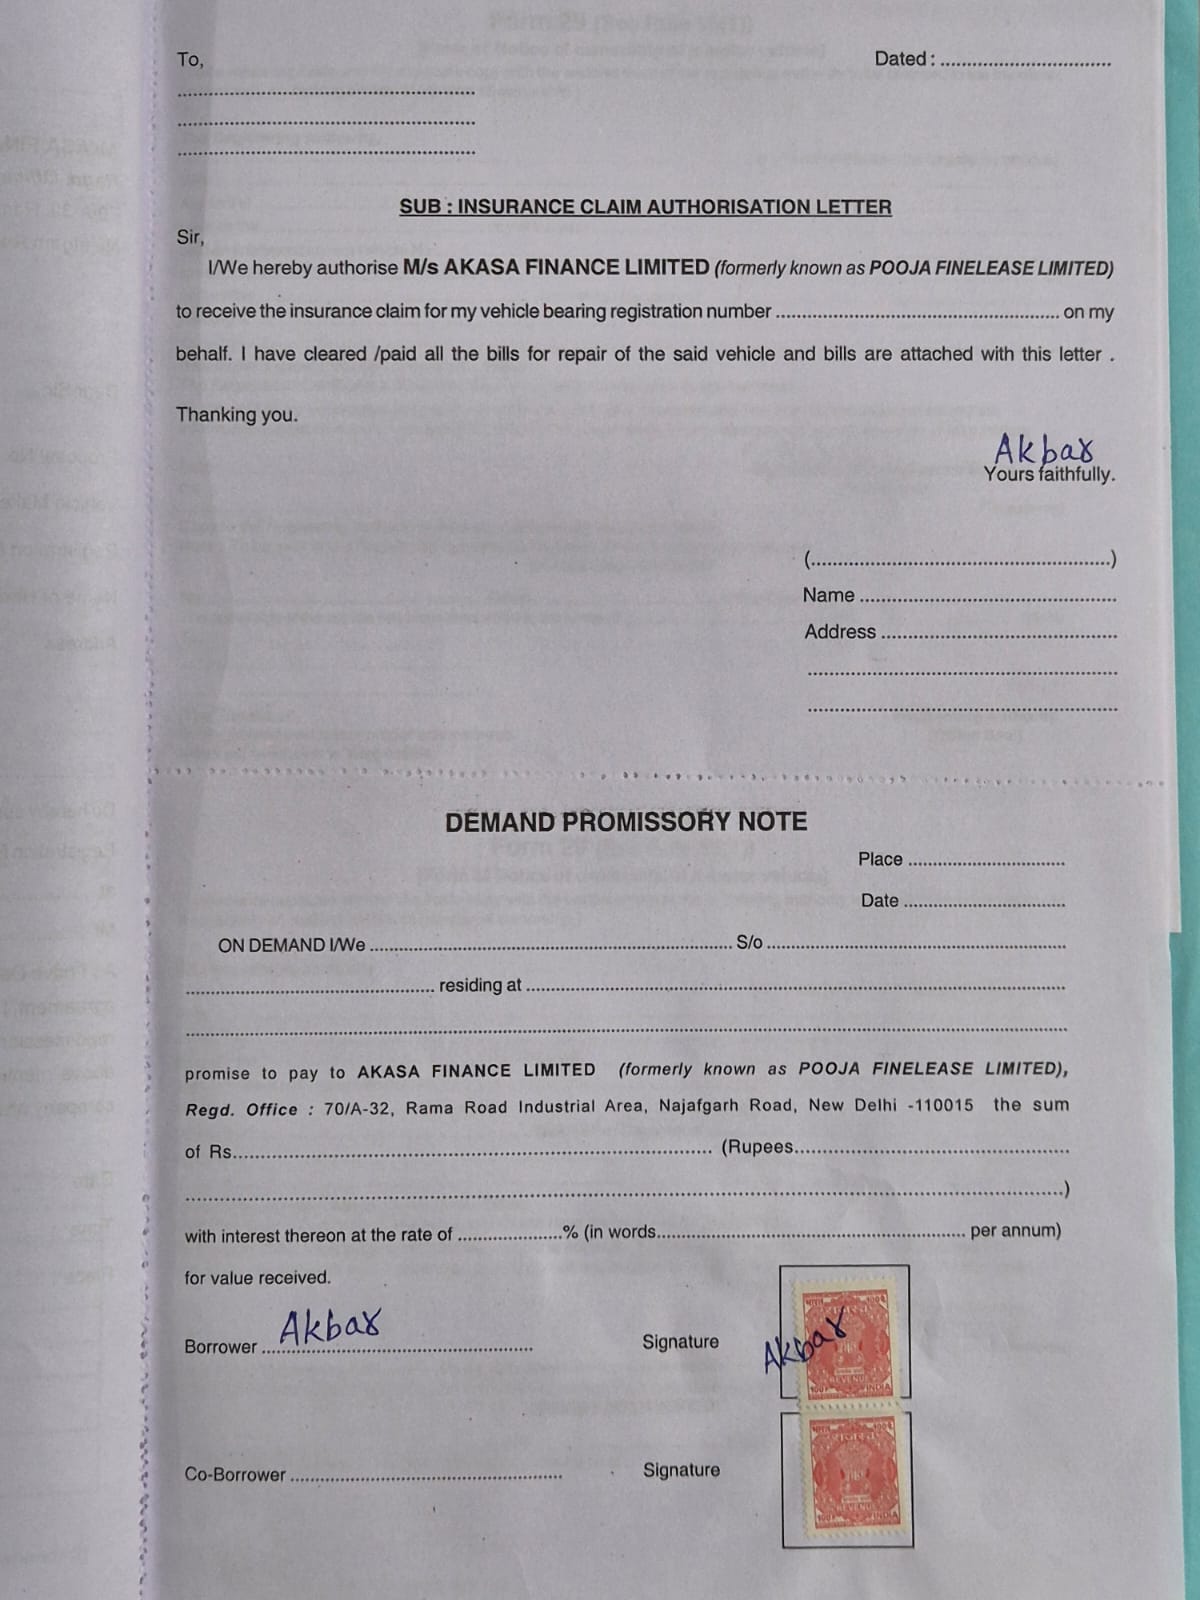 To,
Dated : ................................
............................................................
............................................................
............................................................
SUB : INSURANCE CLAIM AUTHORISATION LETTER
Sir,
I/We hereby authorise M/s AKASA FINANCE LIMITED (formerly known as POOJA FINELEASE LIMITED)
to receive the insurance claim for my vehicle bearing registration number ........................................................ on my
behalf. I have cleared /paid all the bills for repair of the said vehicle and bills are attached with this letter .
Thanking you.
Akbar
Yours faithfully.
(............................................................)
Name ....................................................
Address ................................................
..............................................................
..............................................................
DEMAND PROMISSORY NOTE
Place ................................
Date .................................
ON DEMAND I/We ........................................................................ S/o ............................................................
.................................................. residing at ............................................................................................................
................................................................................................................................................................
promise to pay to AKASA FINANCE LIMITED (formerly known as POOJA FINELEASE LIMITED),
Regd. Office : 70/A-32, Rama Road Industrial Area, Najafgarh Road, New Delhi -110015 the sum
of Rs................................................................................................ (Rupees.......................................................
................................................................................................................................................................)
with interest thereon at the rate of .....................% (in words.............................................................. per annum)
for value received.
Borrower Akbar ......................................................
Signature
Akbar
REVENUE
INDIA
Co-Borrower .......................................................
Signature
REVENUE
INDIA